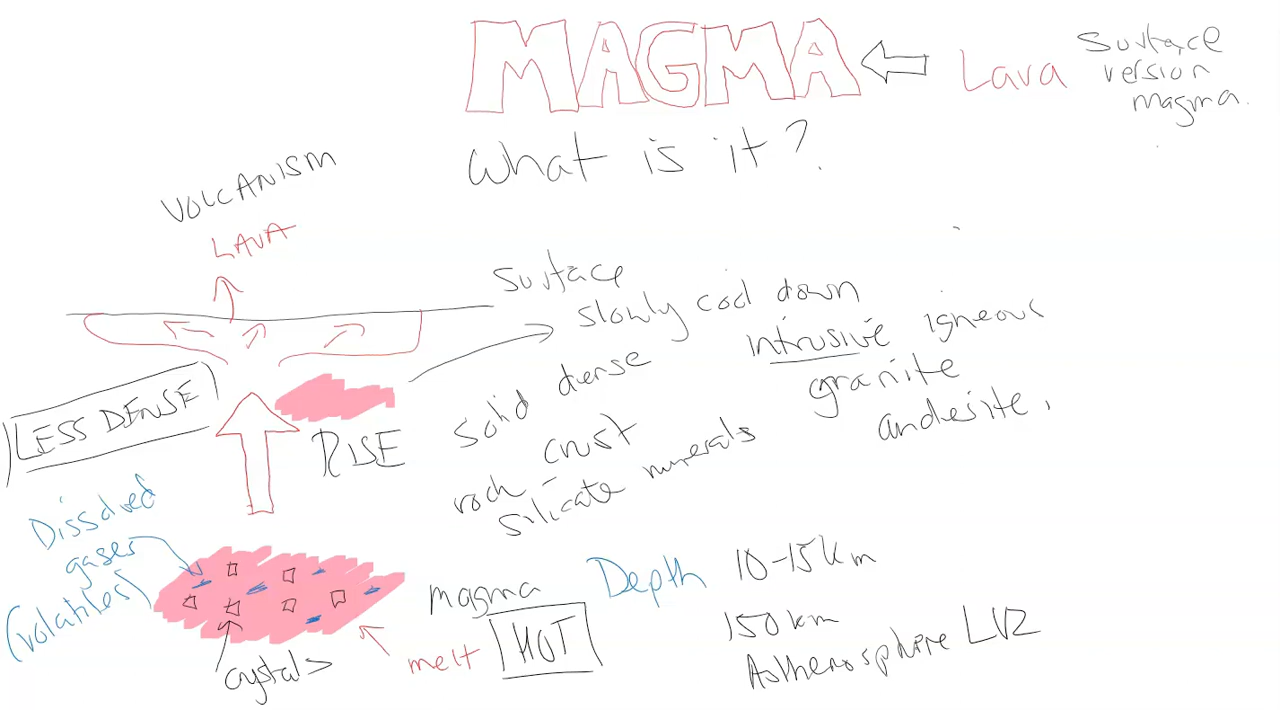 MAGMA
Lava
surface
version
magma.
What is it?
VOLCANISM
LAVA
surface
slowly cool down
intrusive igneous
granite
andesite,
LESS DENSE
RISE
solid dense
rock crust
silicate minerals
Dissolved
gases
(volatiles)
magma
HOT
melt
crystals
Depth
10-15km
150km
Asthenosphere LVZ